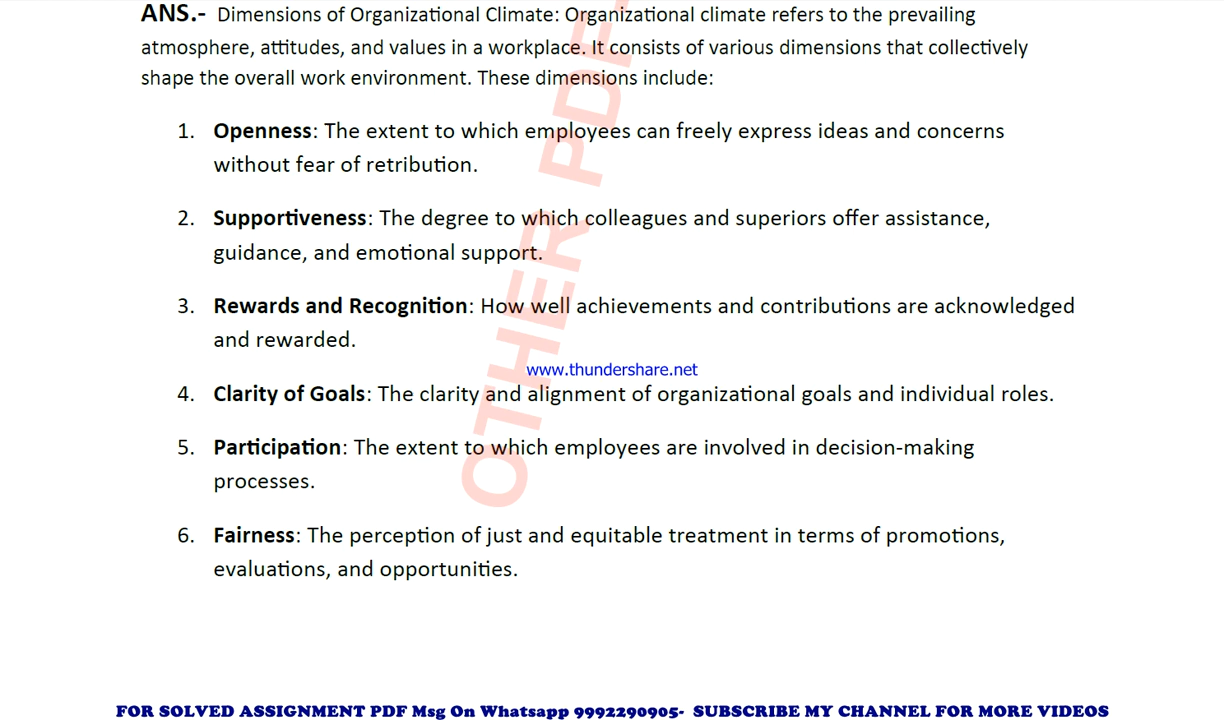 ANS.- Dimensions of Organizational Climate: Organizational climate refers to the prevailing
atmosphere, attitudes, and values in a workplace. It consists of various dimensions that collectively
shape the overall work environment. These dimensions include:
1. Openness: The extent to which employees can freely express ideas and concerns
without fear of retribution.
2. Supportiveness: The degree to which colleagues and superiors offer assistance,
guidance, and emotional support.
3. Rewards and Recognition: How well achievements and contributions are acknowledged
and rewarded.
www.thundershare.net
4. Clarity of Goals: The clarity and alignment of organizational goals and individual roles.
5. Participation: The extent to which employees are involved in decision-making
processes.
6. Fairness: The perception of just and equitable treatment in terms of promotions,
evaluations, and opportunities.
OTHER PDF-
FOR SOLVED ASSIGNMENT PDF Msg On Whatsapp 9992290905- SUBSCRIBE MY CHANNEL FOR MORE VIDEOS